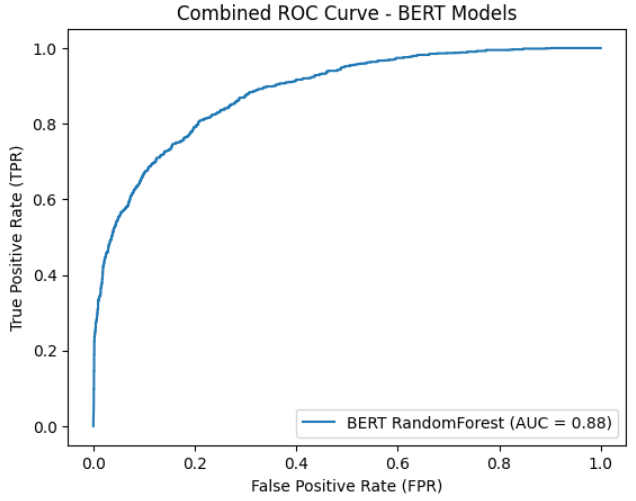 Combined ROC Curve - BERT Models
True Positive Rate (TPR)
1.0
0.8
0.6
0.4
0.2
0.0
BERT RandomForest (AUC = 0.88)
0.0 0.2 0.4 0.6 0.8 1.0
False Positive Rate (FPR)